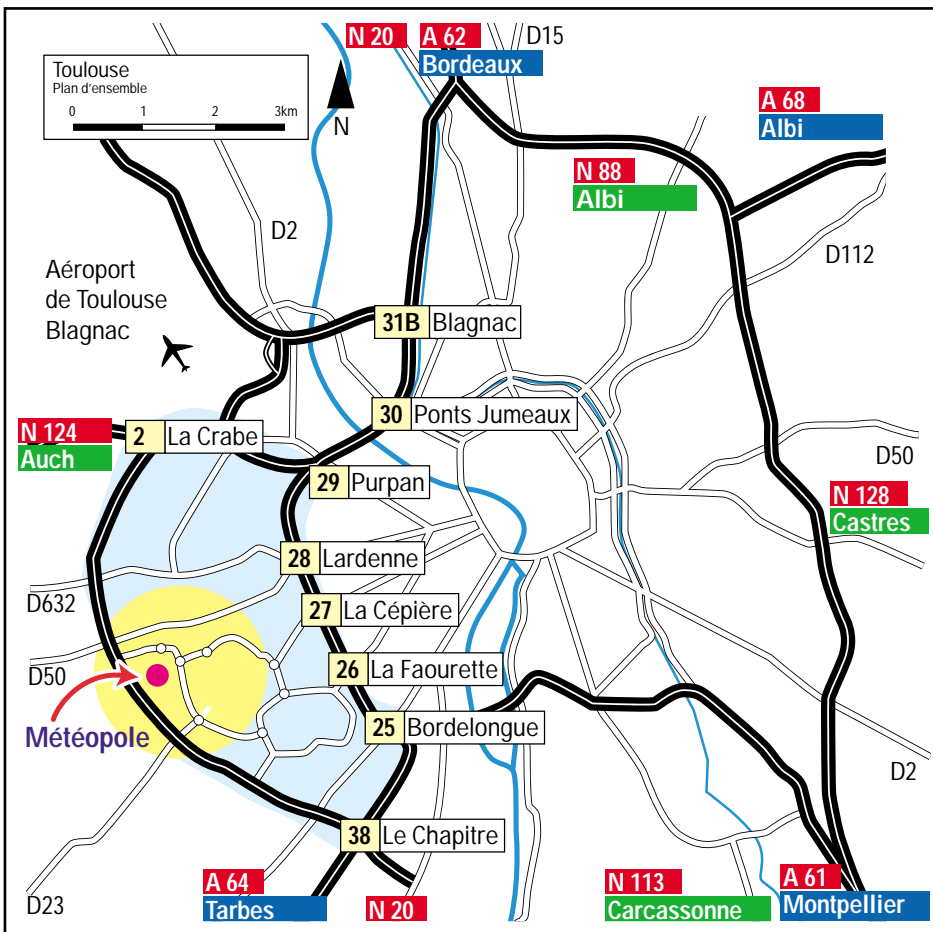 N 20
A 62
Bordeaux
D15
Toulouse
Plan d'ensemble
0 1 2 3km
N
A 68
Albi
N 88
Albi
D2
D112
Aéroport
de Toulouse
Blagnac
31B Blagnac
30 Ponts Jumeaux
N 124
Auch
2 La Crabe
D50
29 Purpan
N 128
Castres
28 Lardenne
D632
27 La Cépière
26 La Faourette
D50
25 Bordelongue
Météopole
D2
38 Le Chapitre
A 64
Tarbes
N 20
N 113
Carcassonne
A 61
Montpellier
D23